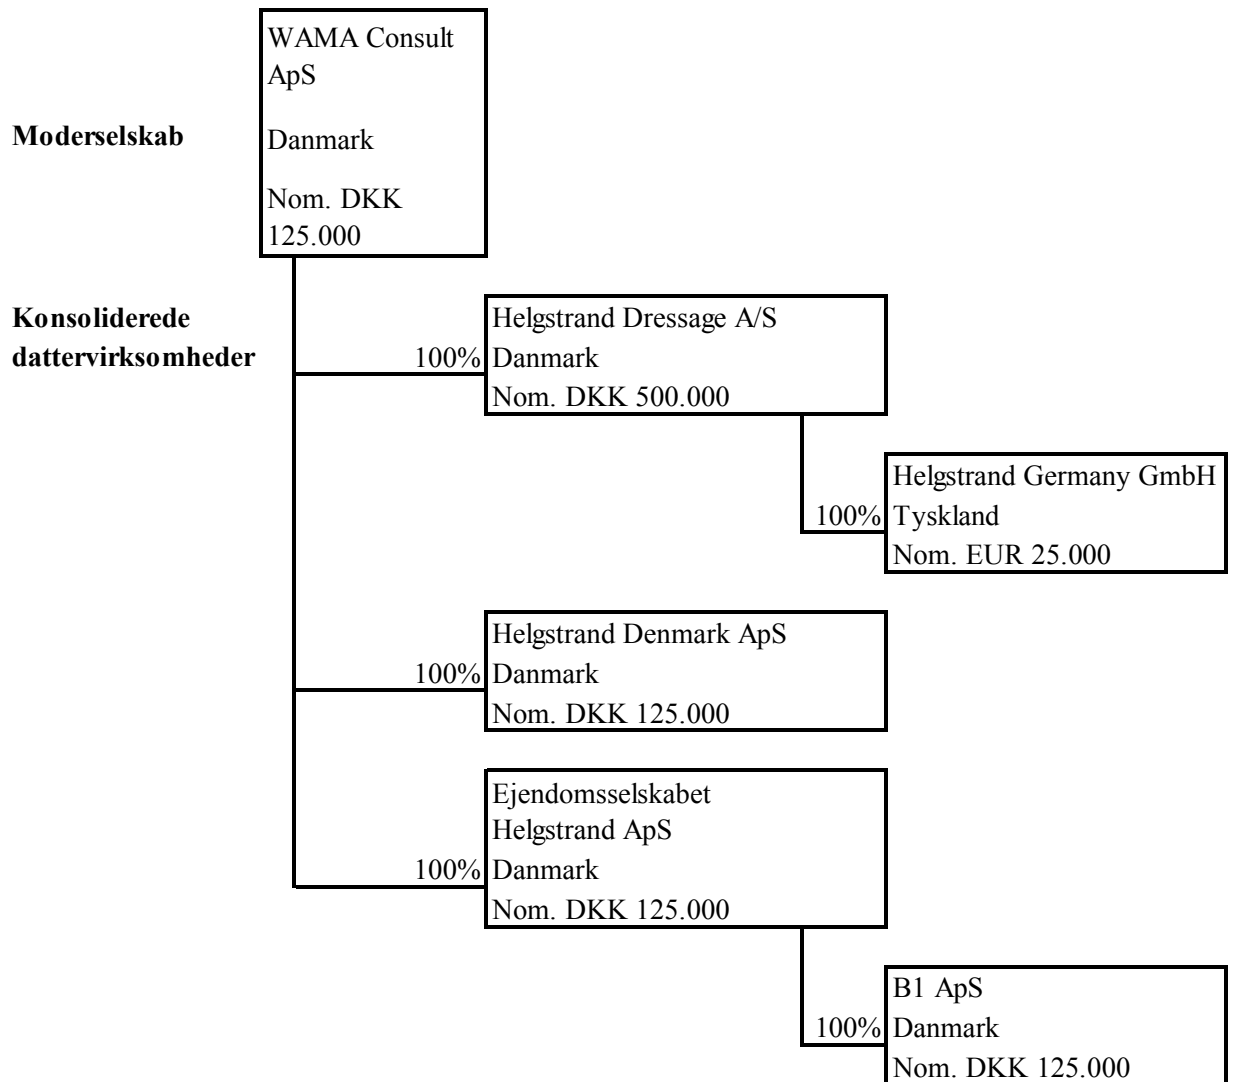 WAMA Consult
ApS
Moderselskab
Danmark
Nom. DKK
125.000
Konsoliderede
dattervirksomheder
Helgstrand Dressage A/S
100% Danmark
Nom. DKK 500.000
Helgstrand Germany GmbH
100% Tyskland
Nom. EUR 25.000
Helgstrand Denmark ApS
100% Danmark
Nom. DKK 125.000
Ejendomsselskabet
Helgstrand ApS
100% Danmark
Nom. DKK 125.000
B1 ApS
100% Danmark
Nom. DKK 125.000